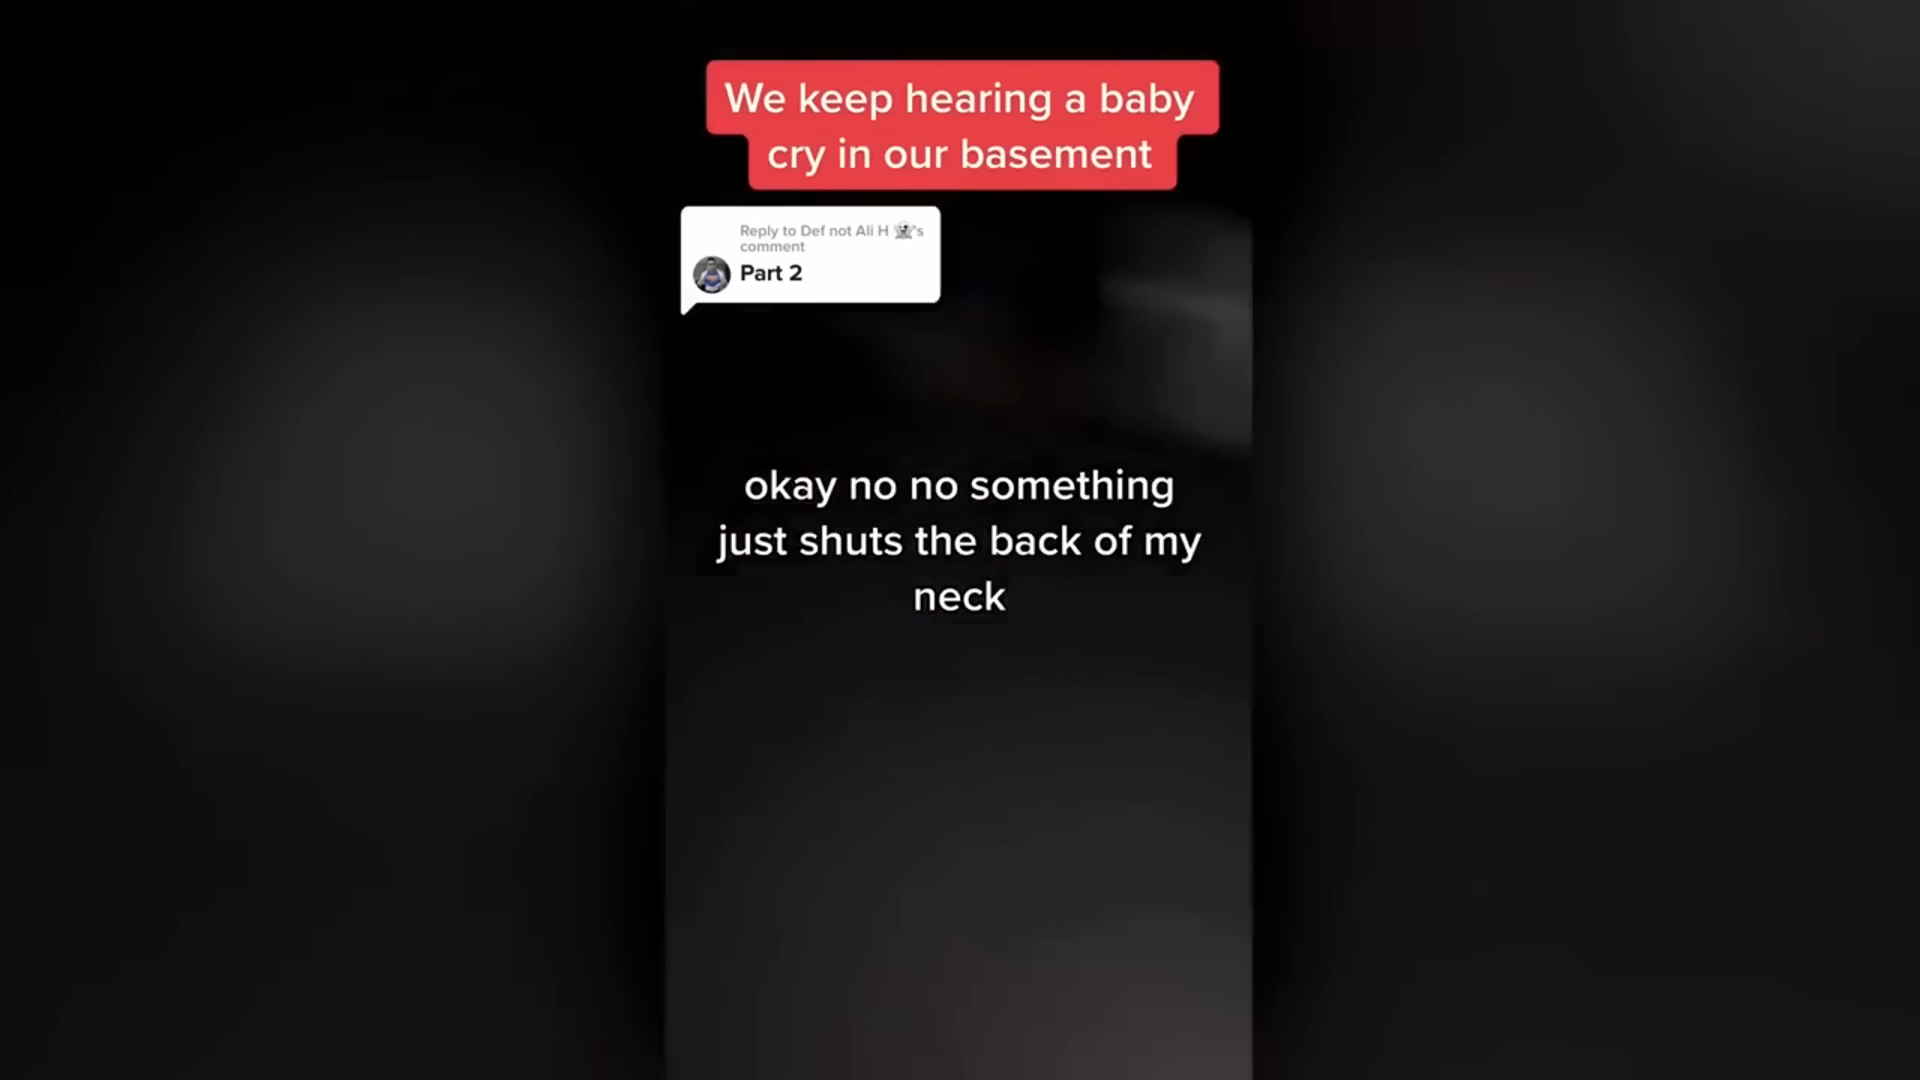 We keep hearing a baby
cry in our basement
Reply to Def not Ali H 👻's
comment
Part 2
okay no no something
just shuts the back of my
neck